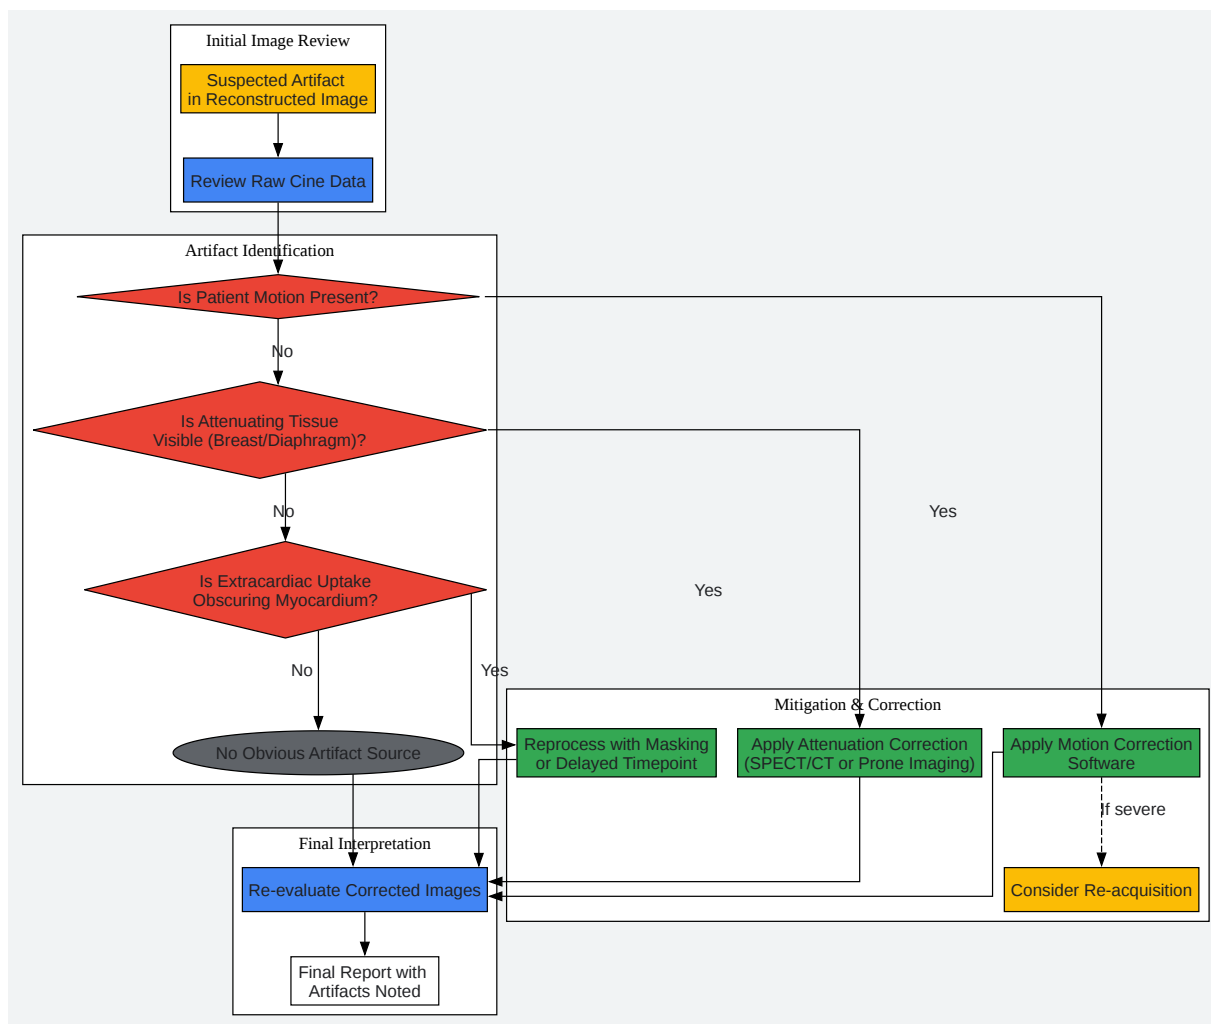 Initial Image Review
Suspected Artifact
in Reconstructed Image
Review Raw Cine Data
Artifact Identification
Is Patient Motion Present?
No
Is Attenuating Tissue
Visible (Breast/Diaphragm)?
No
Yes
Is Extracardiac Uptake
Obscuring Myocardium?
Yes
No
Yes
Mitigation & Correction
No Obvious Artifact Source
Reprocess with Masking
or Delayed Timepoint
Apply Attenuation Correction
(SPECT/CT or Prone Imaging)
Apply Motion Correction
Software
If severe
Final Interpretation
Re-evaluate Corrected Images
Consider Re-acquisition
Final Report with
Artifacts Noted